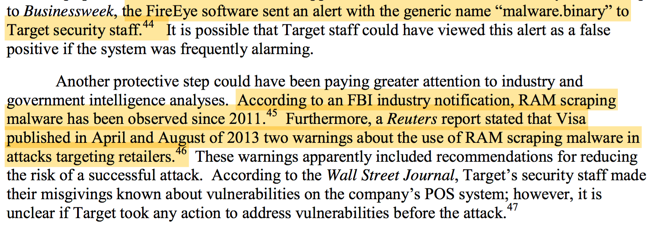 to Businessweek, the FireEye software sent an alert with the generic name “malware.binary” to
Target security staff.44 It is possible that Target staff could have viewed this alert as a false
positive if the system was frequently alarming.
Another protective step could have been paying greater attention to industry and
government intelligence analyses. According to an FBI industry notification, RAM scraping
malware has been observed since 2011.45 Furthermore, a Reuters report stated that Visa
published in April and August of 2013 two warnings about the use of RAM scraping malware in
attacks targeting retailers.46 These warnings apparently included recommendations for reducing
the risk of a successful attack. According to the Wall Street Journal, Target’s security staff made
their misgivings known about vulnerabilities on the company’s POS system; however, it is
unclear if Target took any action to address vulnerabilities before the attack.47